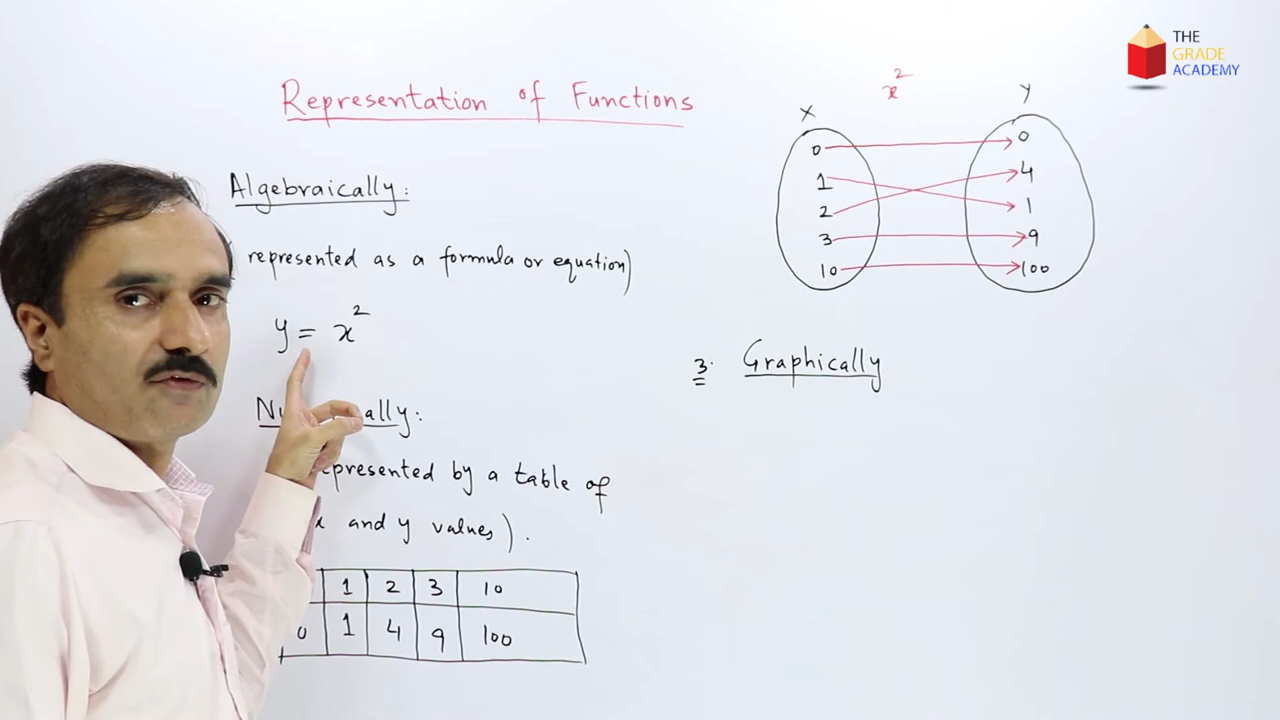 THE
GRADE
ACADEMY
Representation of Functions
Algebraically:
represented as a formula or equation)
y = x²
by a table of
and y values).
1 2 3 10
0 1 4 9 100
x²
X Y
0 0
1 4
2 1
3 9
10 100
3. Graphically